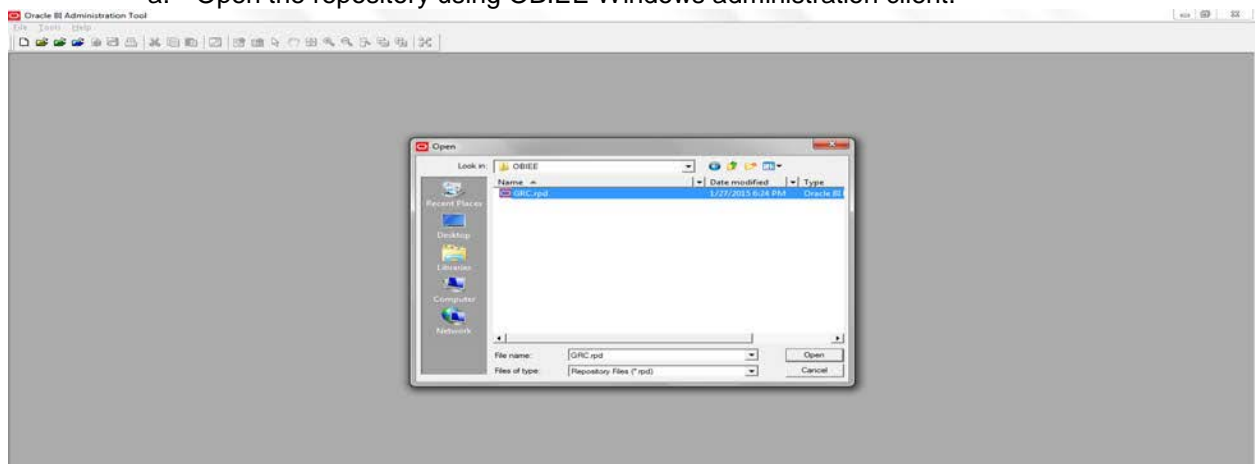 a. Open the repository using OBIEE Windows administration client.
Oracle BI Administration Tool
File Tools Help
Open
Look in: OBIEE
Name Date modified Type
GRC.rpd 1/27/2015 6:24 PM Oracle BI
Recent Places
Desktop
Libraries
Computer
Network
File name: GRC.rpd Open
Files of type: Repository Files (*.rpd) Cancel